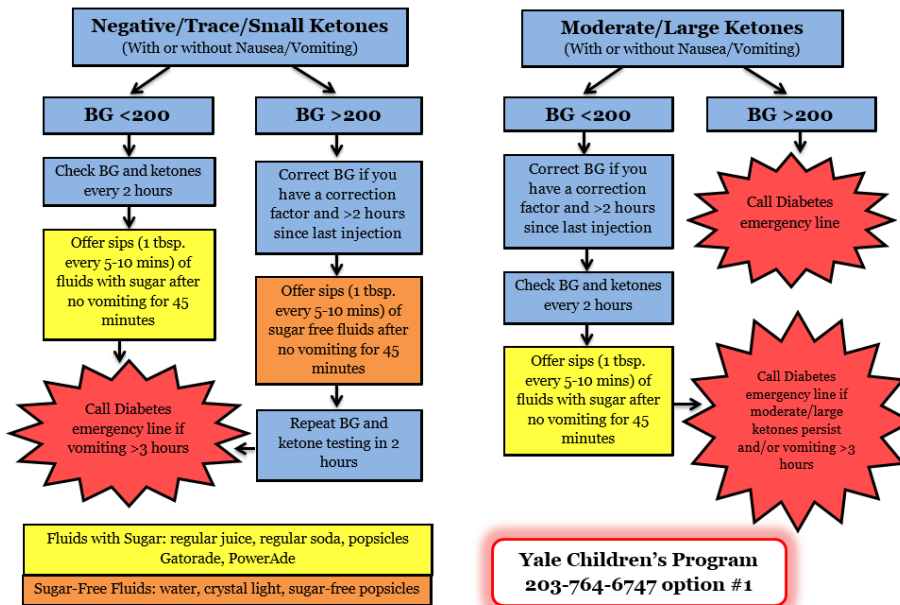 Negative/Trace/Small Ketones
(With or without Nausea/Vomiting)
BG <200
Check BG and ketones
every 2 hours
Offer sips (1 tbsp.
every 5-10 mins) of
fluids with sugar after
no vomiting for 45
minutes
Call Diabetes
emergency line if
vomiting >3 hours
BG >200
Correct BG if you
have a correction
factor and >2 hours
since last injection
Offer sips (1 tbsp.
every 5-10 mins) of
sugar free fluids after
no vomiting for 45
minutes
Repeat BG and
ketone testing in 2
hours
Moderate/Large Ketones
(With or without Nausea/Vomiting)
BG <200
Correct BG if you
have a correction
factor and >2 hours
since last injection
Check BG and ketones
every 2 hours
Offer sips (1 tbsp.
every 5-10 mins) of
fluids with sugar after
no vomiting for 45
minutes
Call Diabetes
emergency line if
moderate/large
ketones persist
and/or vomiting >3
hours
BG >200
Call Diabetes
emergency line
Fluids with Sugar: regular juice, regular soda, popsicles
Gatorade, PowerAde
Sugar-Free Fluids: water, crystal light, sugar-free popsicles
Yale Children's Program
203-764-6747 option #1